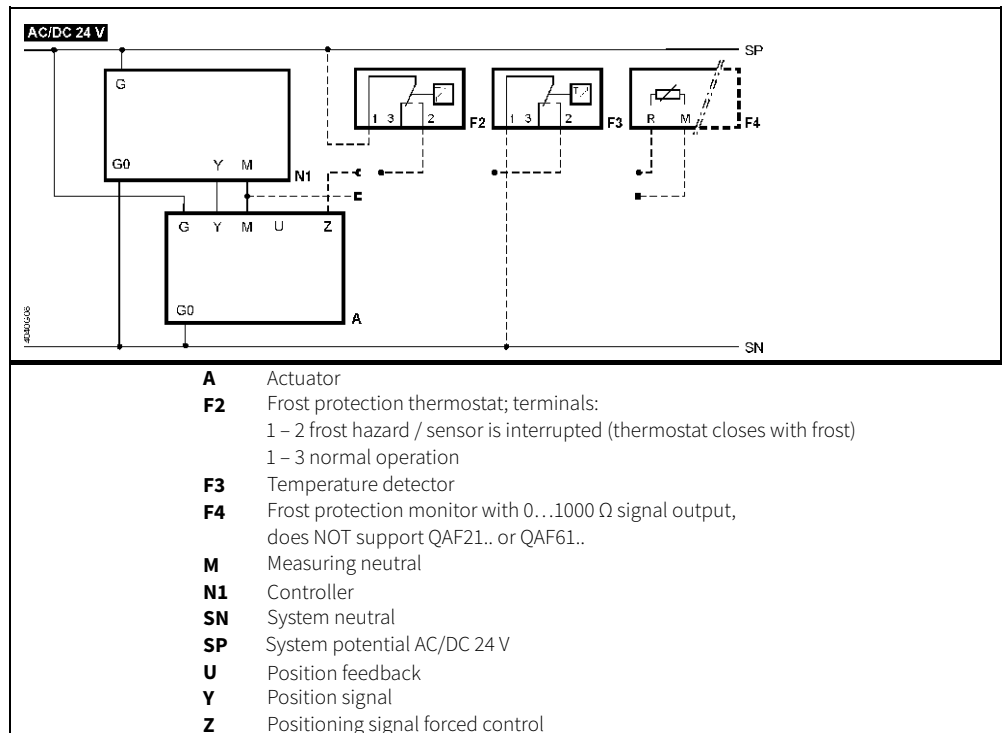 AC/DC 24 V
SP
G
1 3 2 F2
1 3 2 F3
R M F4
G0 Y M N1
G Y M U Z
G0
A
4040G06
SN
A Actuator
F2 Frost protection thermostat; terminals:
1 – 2 frost hazard / sensor is interrupted (thermostat closes with frost)
1 – 3 normal operation
F3 Temperature detector
F4 Frost protection monitor with 0…1000 Ω signal output,
does NOT support QAF21.. or QAF61..
M Measuring neutral
N1 Controller
SN System neutral
SP System potential AC/DC 24 V
U Position feedback
Y Position signal
Z Positioning signal forced control